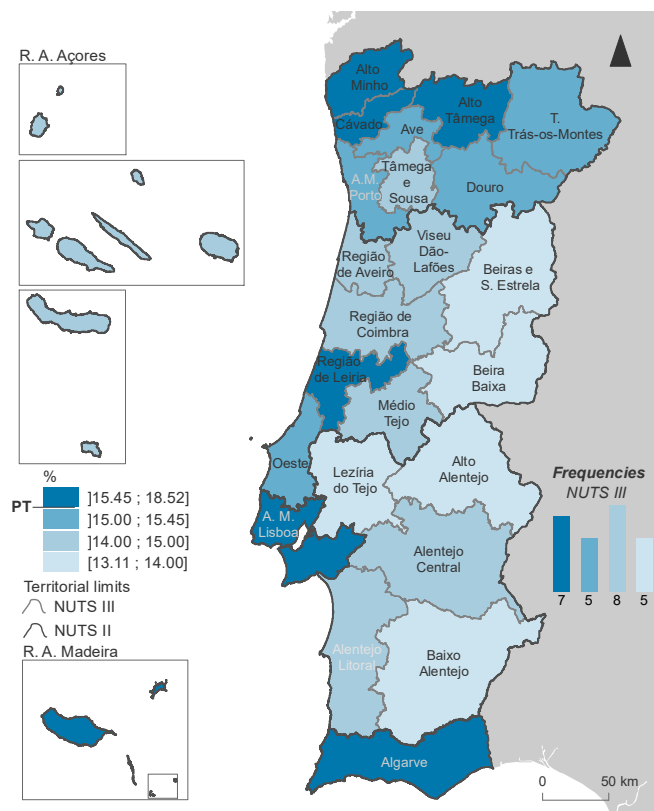 R. A. Açores
Alto
Minho
Cávado
Alto
Tâmega
T.
Trás-os-Montes
Ave
A.M.
Porto
Tâmega
e
Sousa
Douro
Viseu
Dão-
Lafões
Região
de Aveiro
Beiras e
S. Estrela
Região de
Coimbra
Região
de Leiria
Beira
Baixa
Médio
Tejo
Oeste
Lezíria
do Tejo
Alto
Alentejo
A. M.
Lisboa
Alentejo
Central
Alentejo
Litoral
Baixo
Alentejo
Algarve
%
PT
]15.45 ; 18.52]
]15.00 ; 15.45]
]14.00 ; 15.00]
[13.11 ; 14.00]
Territorial limits
NUTS III
NUTS II
R. A. Madeira
Frequencies
NUTS III
7 5 8 5
0 50 km